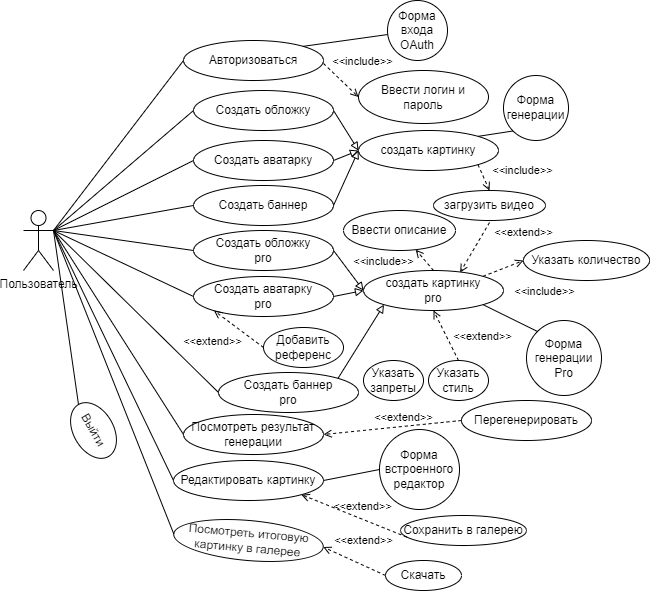 Форма
входа
OAuth
Авторизоваться
<<include>>
Ввести логин и
пароль
Создать обложку
Форма
генерации
создать картинку
Создать аватарку
<<include>>
Создать баннер
загрузить видео
Ввести описание
<<extend>>
Создать обложку
pro
<<include>>
Указать количество
Пользователь
Создать аватарку
pro
создать картинку
pro
<<include>>
<<extend>>
Добавить
референс
<<extend>>
Форма
генерации
Pro
Указать
запреты
Указать
стиль
Создать баннер
pro
Выйти
Посмотреть результат
генерации
<<extend>>
Перегенерировать
Форма
встроенного
редактор
Редактировать картинку
<<extend>>
Сохранить в галерею
Посмотреть итоговую
картинку в галерее
<<extend>>
Скачать